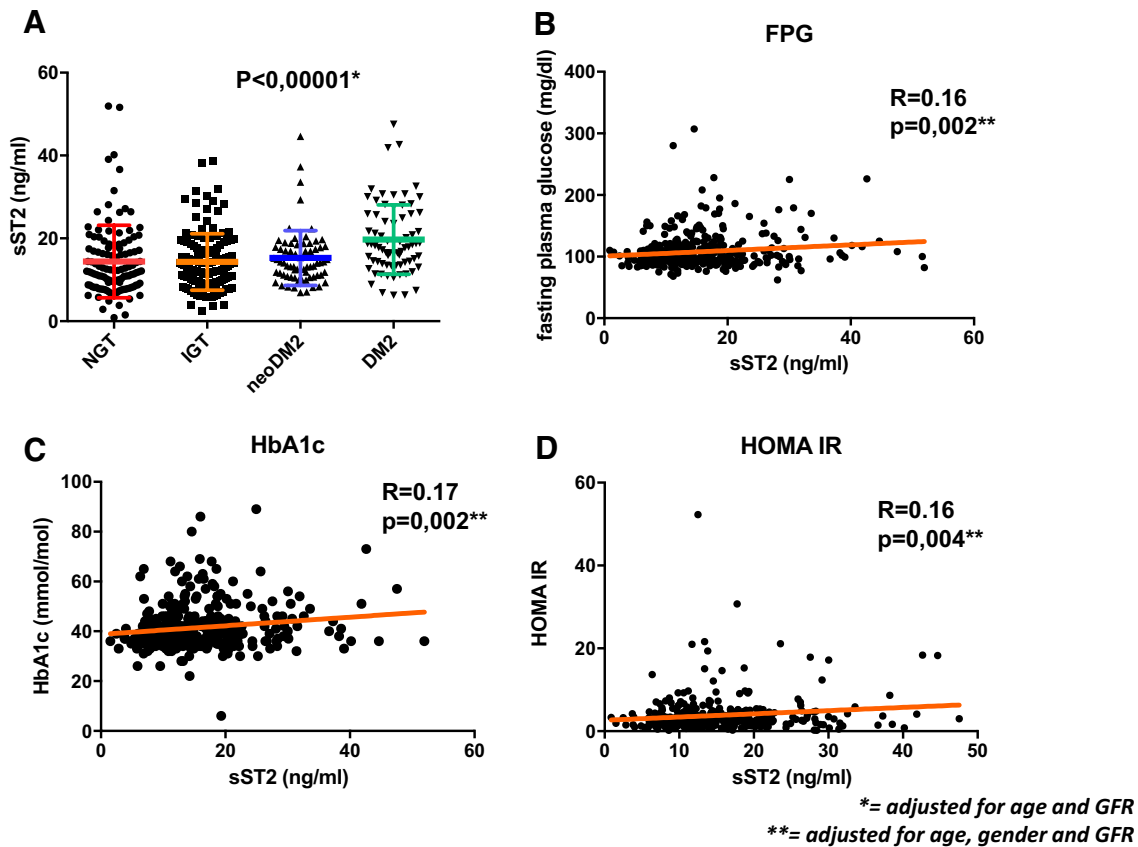 A
P<0,00001*
sST2 (ng/ml)
60
40
20
0
NGT
IGT
neoDM2
DM2
B
FPG
fasting plasma glucose (mg/dl)
400
300
200
100
0
R=0.16
p=0,002**
0
20
40
60
sST2 (ng/ml)
C
HbA1c
HbA1c (mmol/mol)
100
80
60
40
20
0
R=0.17
p=0,002**
0
20
40
60
sST2 (ng/ml)
D
HOMA IR
HOMA IR
60
40
20
0
R=0.16
p=0,004**
0
10
20
30
40
50
sST2 (ng/ml)
*= adjusted for age and GFR
**= adjusted for age, gender and GFR